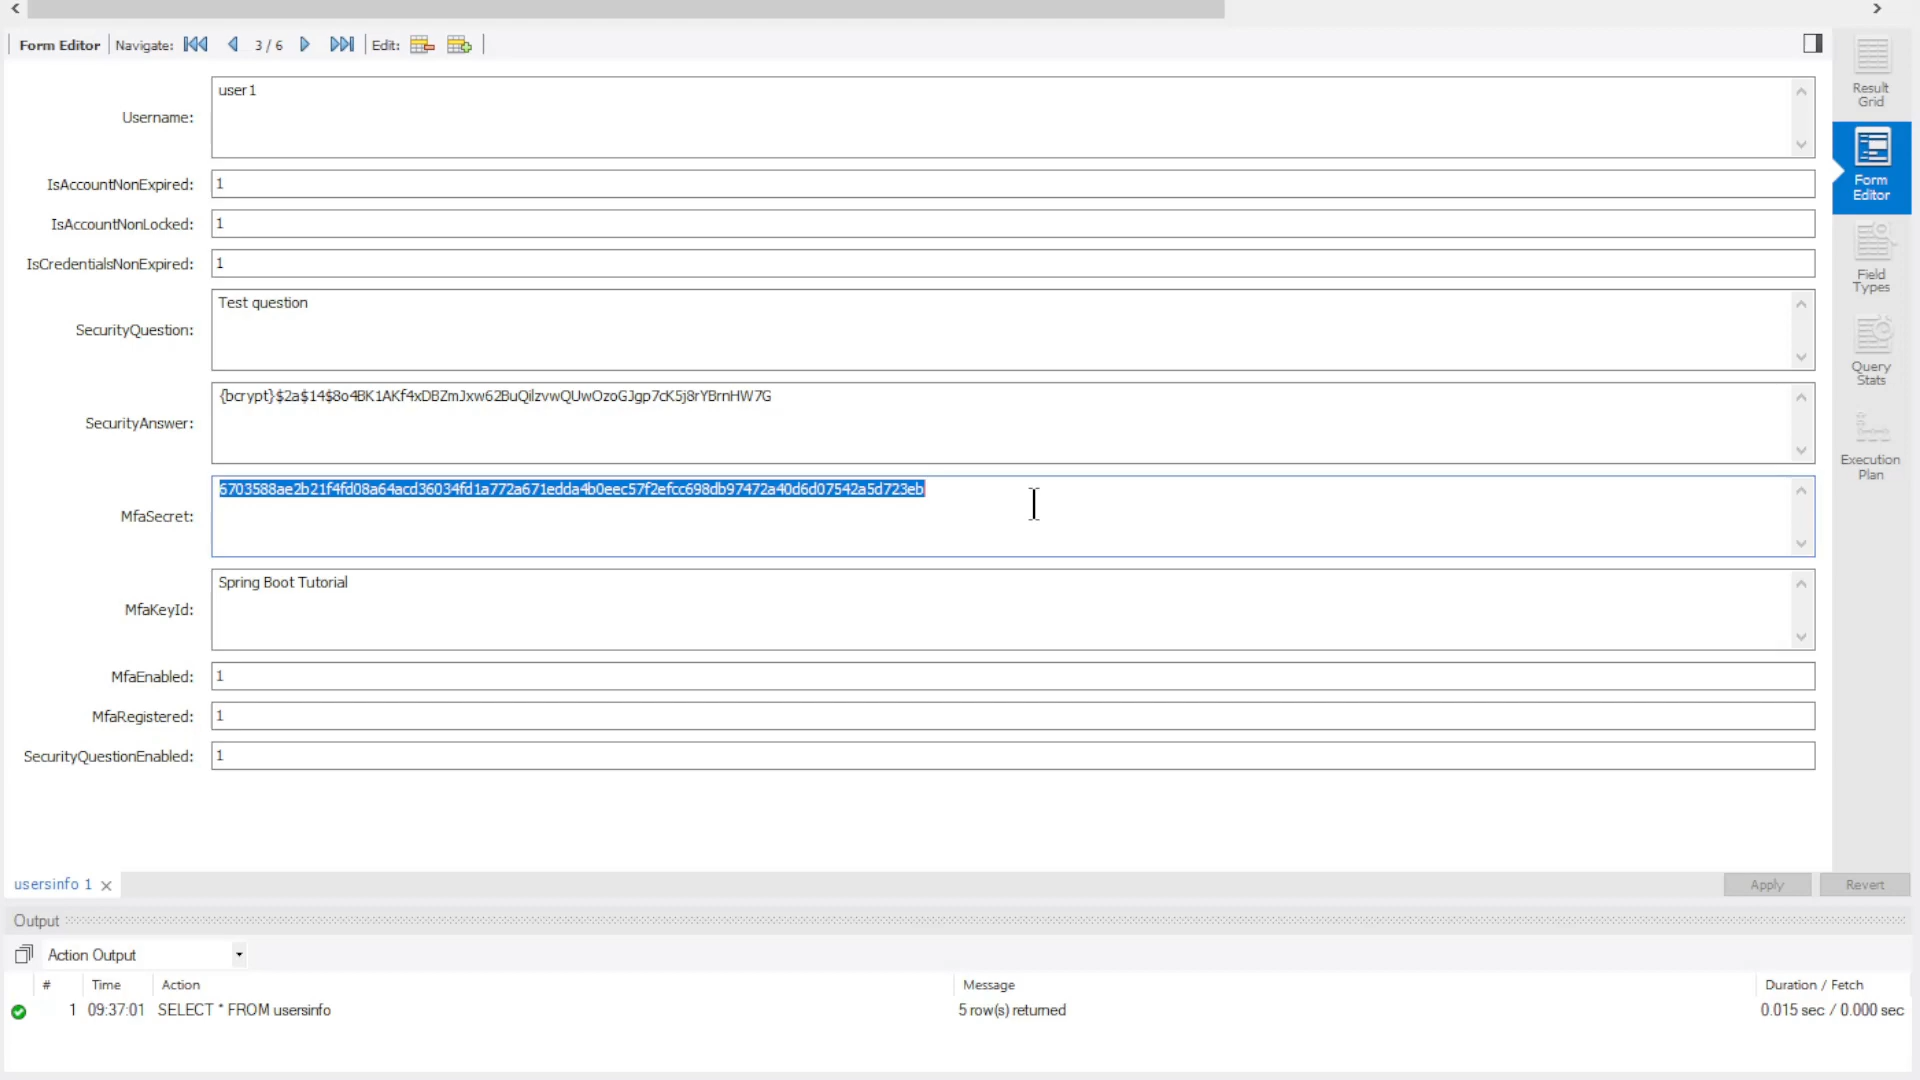 Form Editor Navigate: 3 / 6 Edit:
Username: user1
IsAccountNonExpired: 1
IsAccountNonLocked: 1
IsCredentialsNonExpired: 1
SecurityQuestion: Test question
SecurityAnswer: {bcrypt}$2a$14$8o4BK1AKf4xDBZmJxw62BuQilzvwQUwOzoGJgp7cK5j8rYBrnHW7G
MfaSecret: 6703588ae2b21f4fd08a64acd36034fd1a772a671edda4b0eec57f2efcc698db97472a40d6d07542a5d723eb
MfaKeyId: Spring Boot Tutorial
MfaEnabled: 1
MfaRegistered: 1
SecurityQuestionEnabled: 1
Result
Grid
Form
Editor
Field
Types
Query
Stats
Execution
Plan
usersinfo 1
Apply Revert
Output
Action Output
# Time Action Message Duration / Fetch
1 09:37:01 SELECT * FROM usersinfo 5 row(s) returned 0.015 sec / 0.000 sec